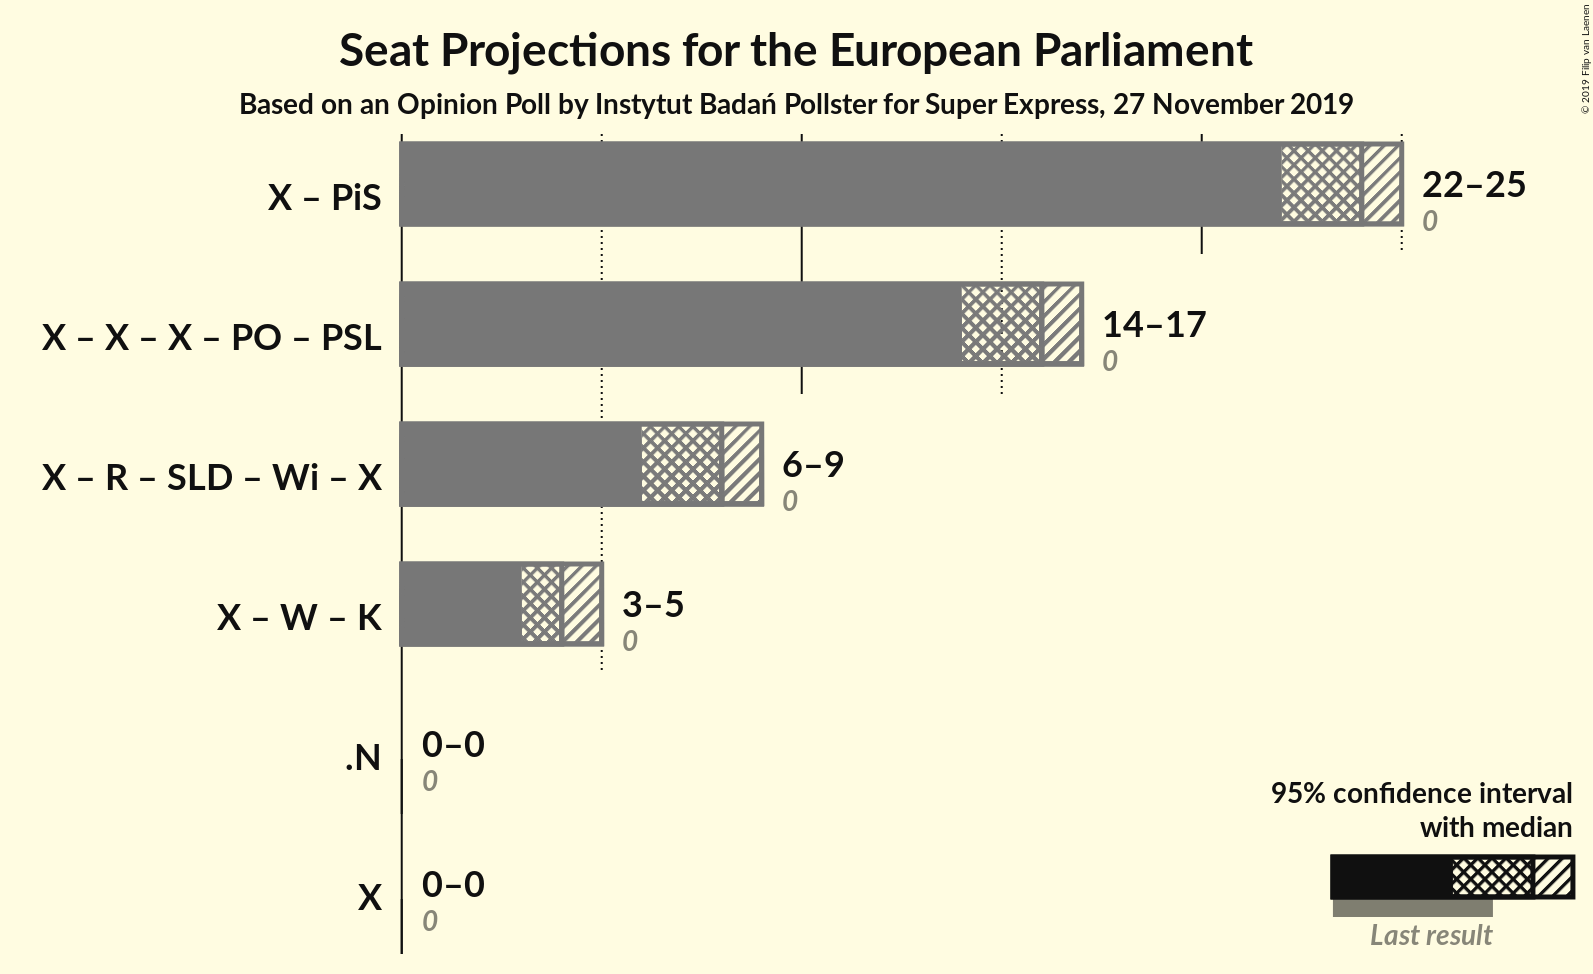 Seat Projections for the European Parliament
Based on an Opinion Poll by Instytut Badań Pollster for Super Express, 27 November 2019
© 2019 Filip van Laenen
X – PiS
22–25
0
X – X – X – PO – PSL
14–17
0
X – R – SLD – Wi – X
6–9
0
X – W – K
3–5
0
.N
0–0
0
X
0–0
0
95% confidence interval
with median
Last result